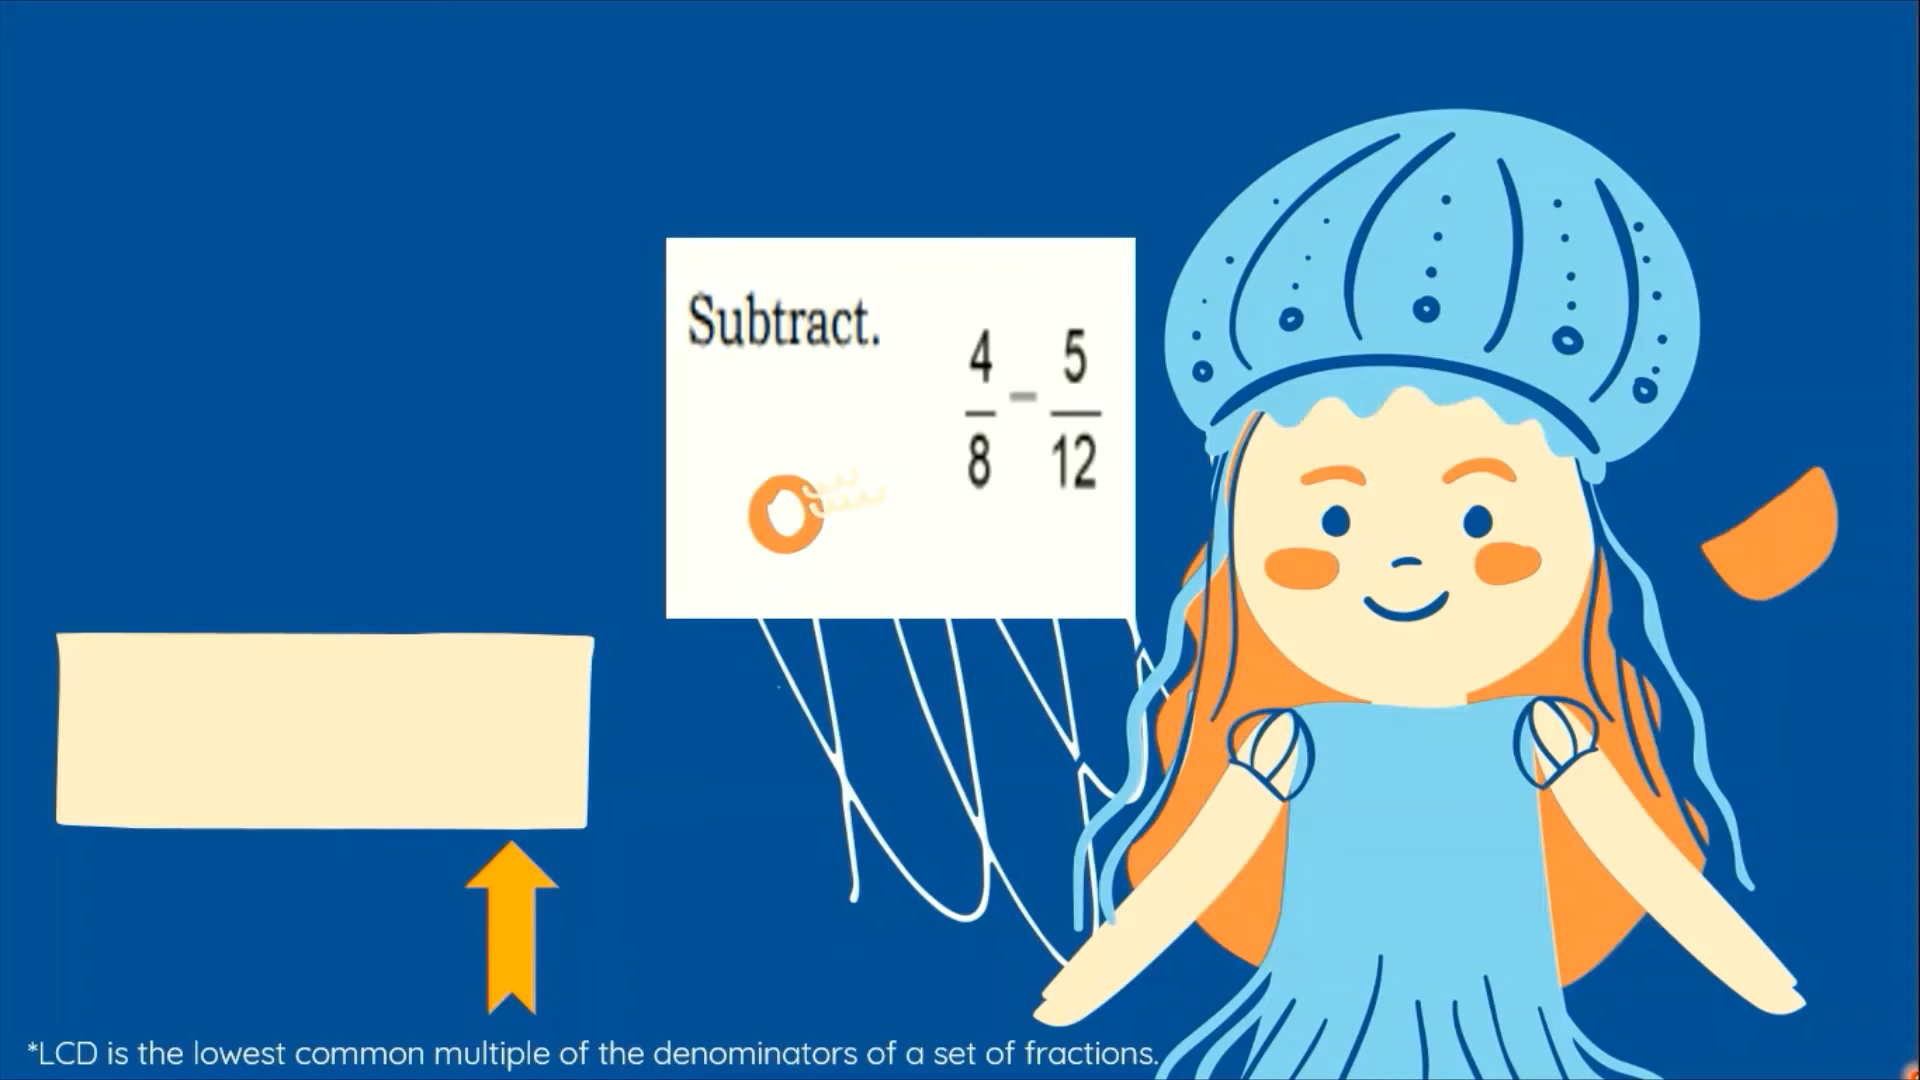 Subtract.
4/8 - 5/12
*LCD is the lowest common multiple of the denominators of a set of fractions.